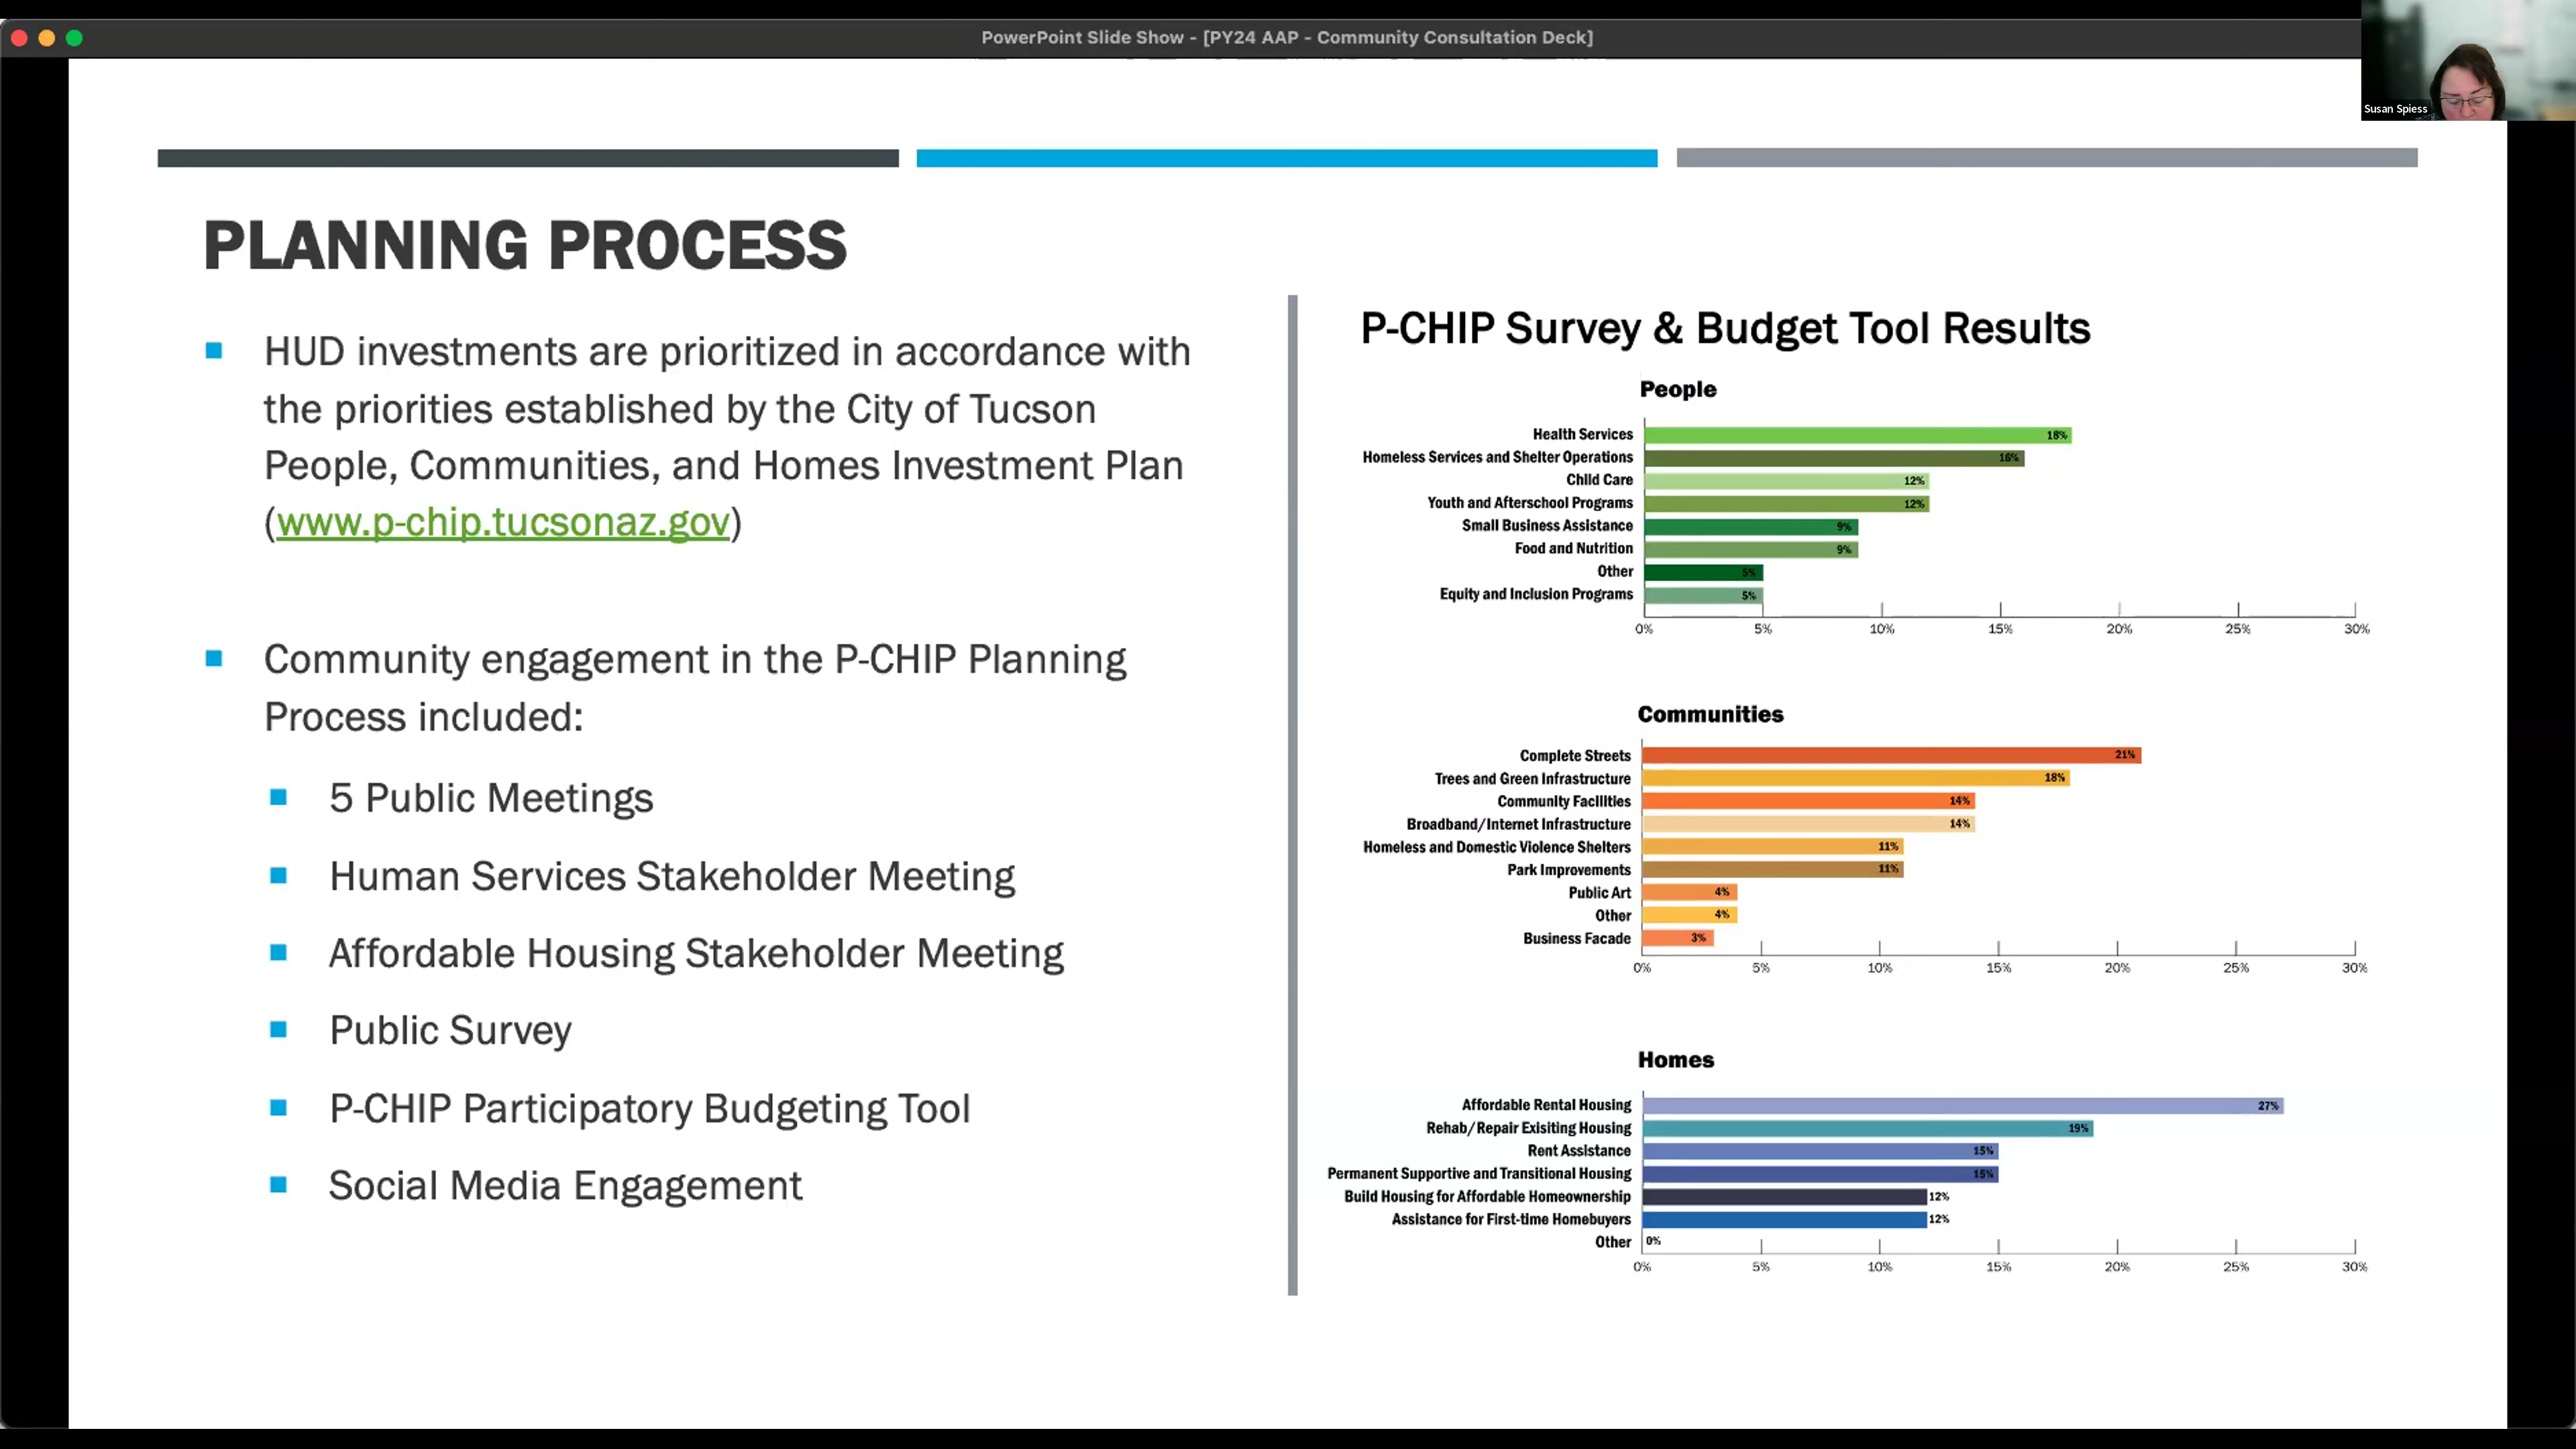 PowerPoint Slide Show - [PY24 AAP - Community Consultation Deck]
Susan Spiess
PLANNING PROCESS
HUD investments are prioritized in accordance with
the priorities established by the City of Tucson
People, Communities, and Homes Investment Plan
(www.p-chip.tucsonaz.gov)
Community engagement in the P-CHIP Planning
Process included:
5 Public Meetings
Human Services Stakeholder Meeting
Affordable Housing Stakeholder Meeting
Public Survey
P-CHIP Participatory Budgeting Tool
Social Media Engagement
P-CHIP Survey & Budget Tool Results
People
Health Services 18%
Homeless Services and Shelter Operations 16%
Child Care 12%
Youth and Afterschool Programs 12%
Small Business Assistance 9%
Food and Nutrition 9%
Other 5%
Equity and Inclusion Programs 5%
0% 5% 10% 15% 20% 25% 30%
Communities
Complete Streets 21%
Trees and Green Infrastructure 18%
Community Facilities 14%
Broadband/Internet Infrastructure 14%
Homeless and Domestic Violence Shelters 11%
Park Improvements 11%
Public Art 4%
Other 4%
Business Facade 3%
0% 5% 10% 15% 20% 25% 30%
Homes
Affordable Rental Housing 27%
Rehab/Repair Exisiting Housing 19%
Rent Assistance 15%
Permanent Supportive and Transitional Housing 15%
Build Housing for Affordable Homeownership 12%
Assistance for First-time Homebuyers 12%
Other 0%
0% 5% 10% 15% 20% 25% 30%